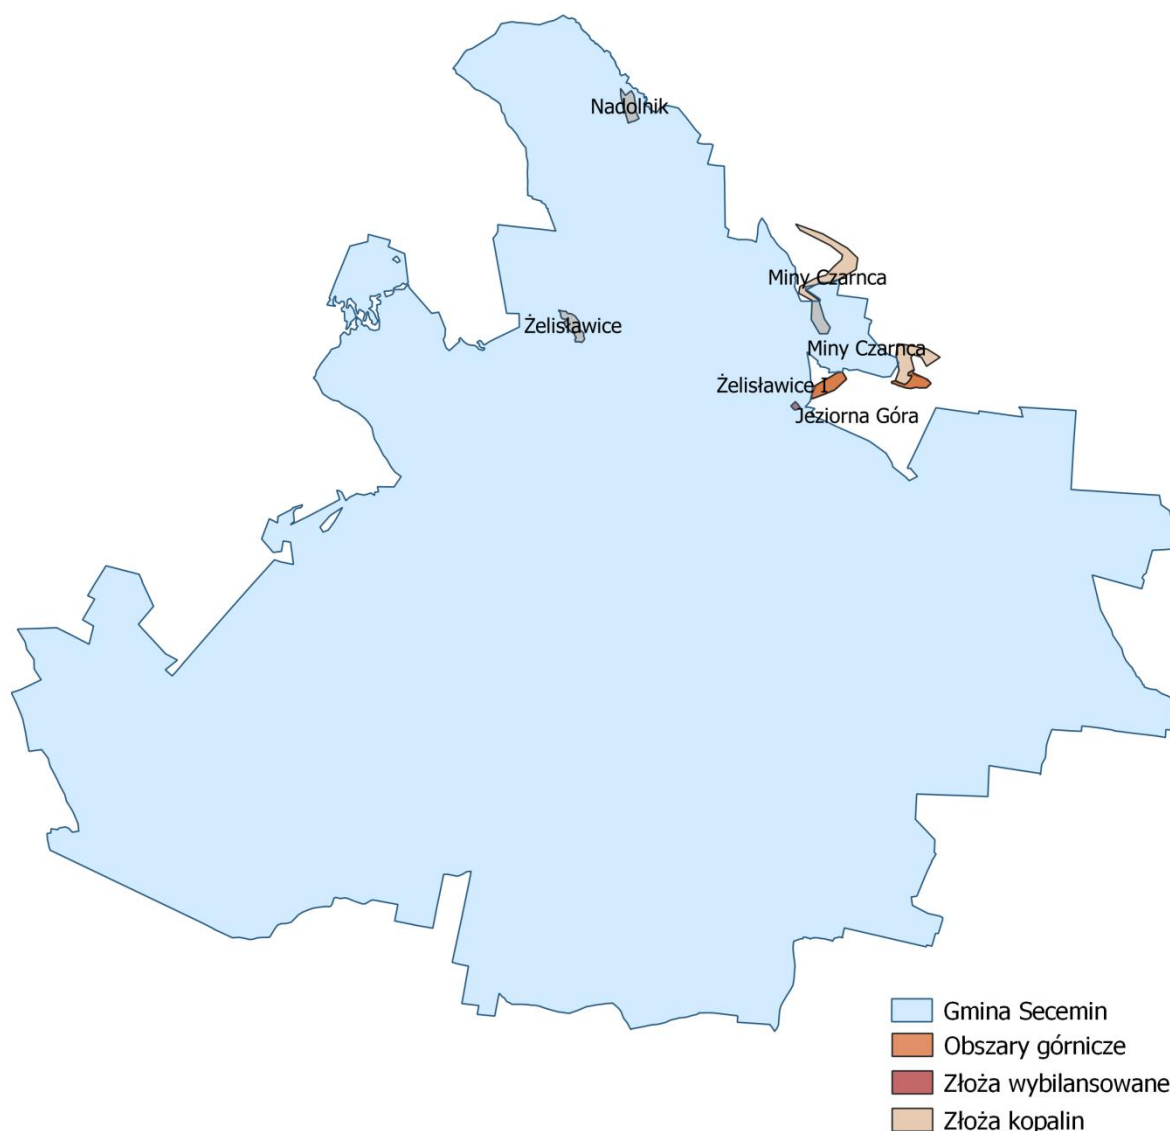 Nadolnik
Miny Czarnca
Żelisławice
Miny Czarnca
Żelisławice I
Jeziorna Góra
Gmina Secemin
Obszary górnicze
Złoża wybilansowane
Złoża kopalin